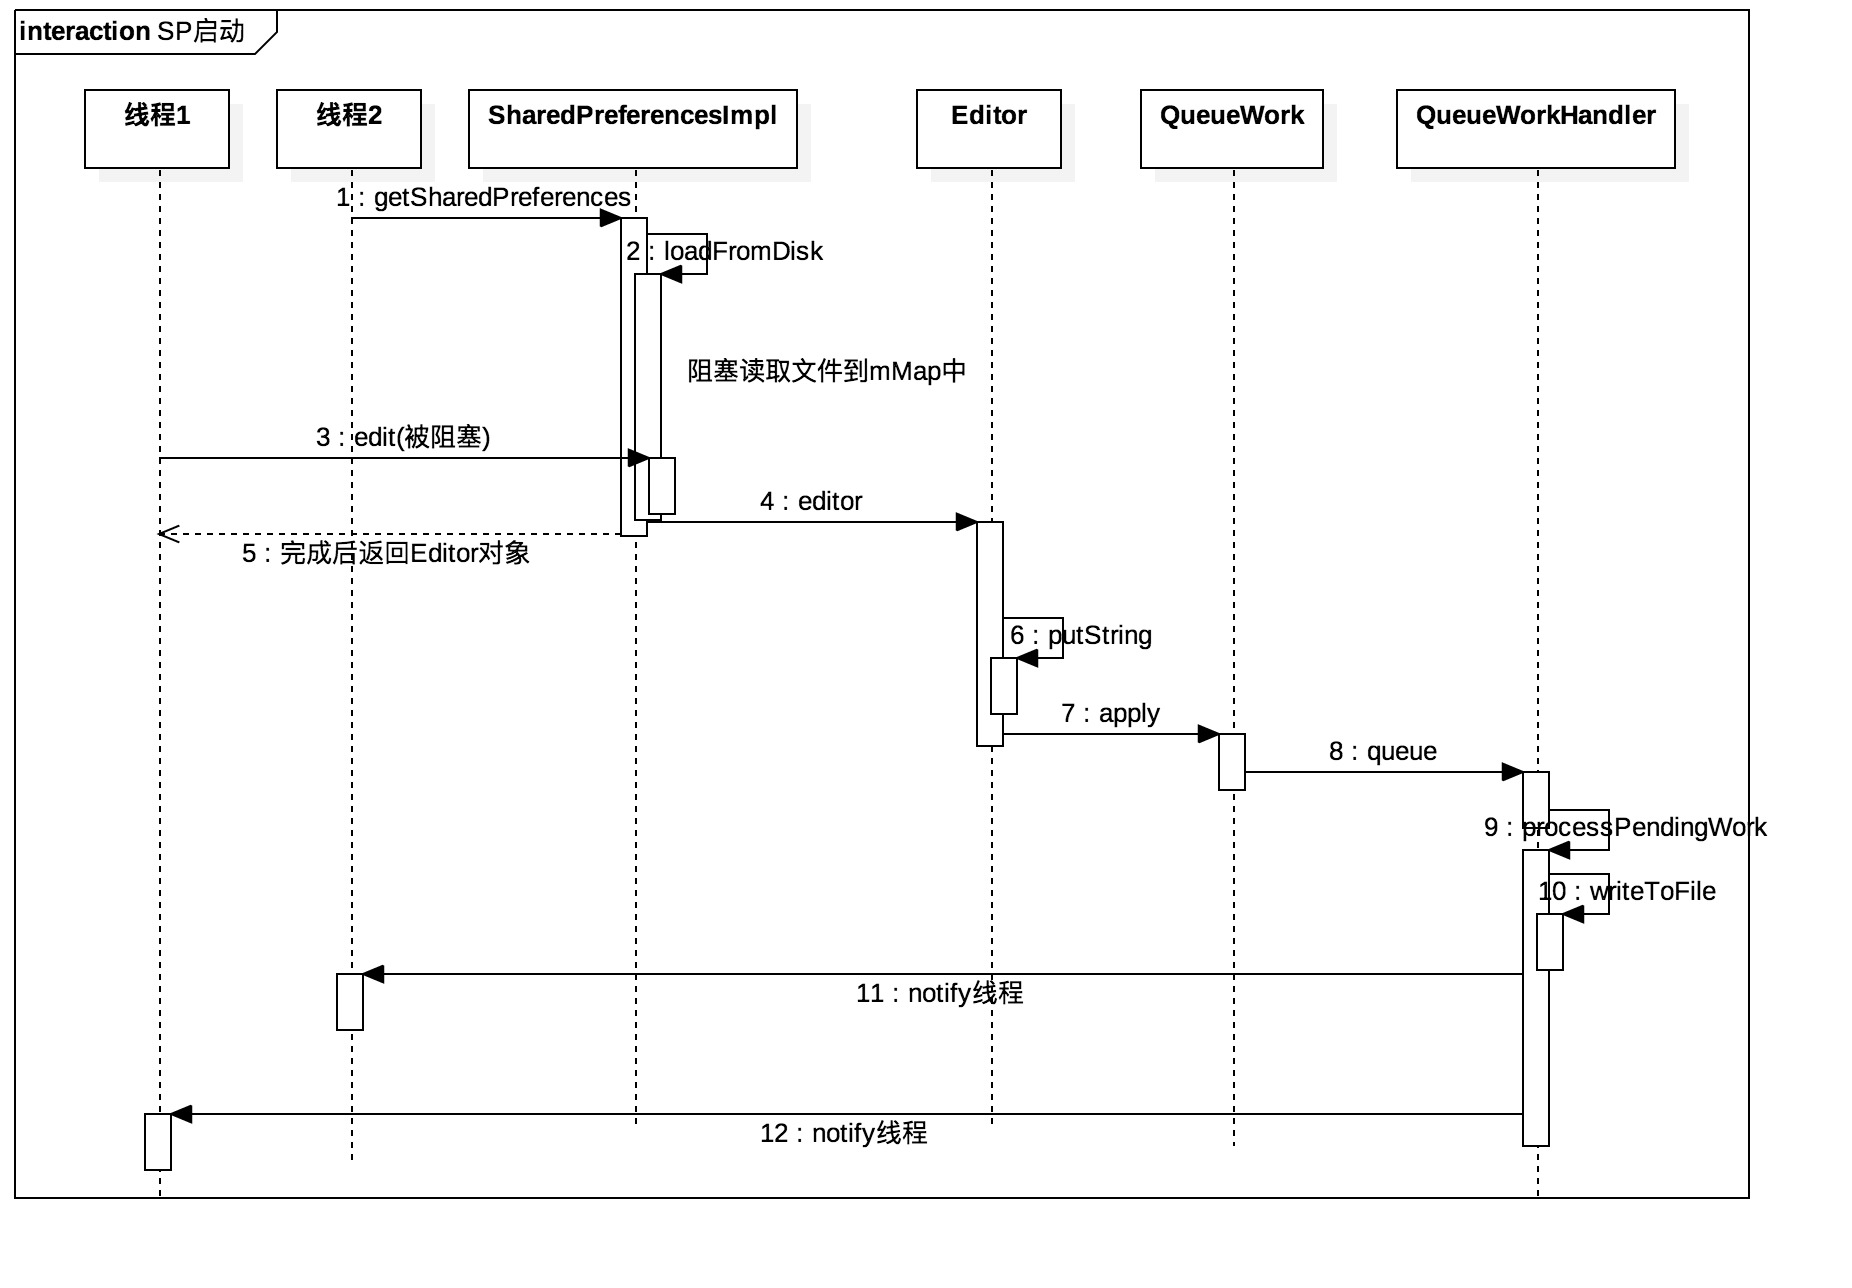 interaction SP启动
线程1
线程2
SharedPreferencesImpl
Editor
QueueWork
QueueWorkHandler
1 : getSharedPreferences
2 : loadFromDisk
阻塞读取文件到mMap中
3 : edit(被阻塞)
4 : editor
5 : 完成后返回Editor对象
6 : putString
7 : apply
8 : queue
9 : processPendingWork
10 : writeToFile
11 : notify线程
12 : notify线程